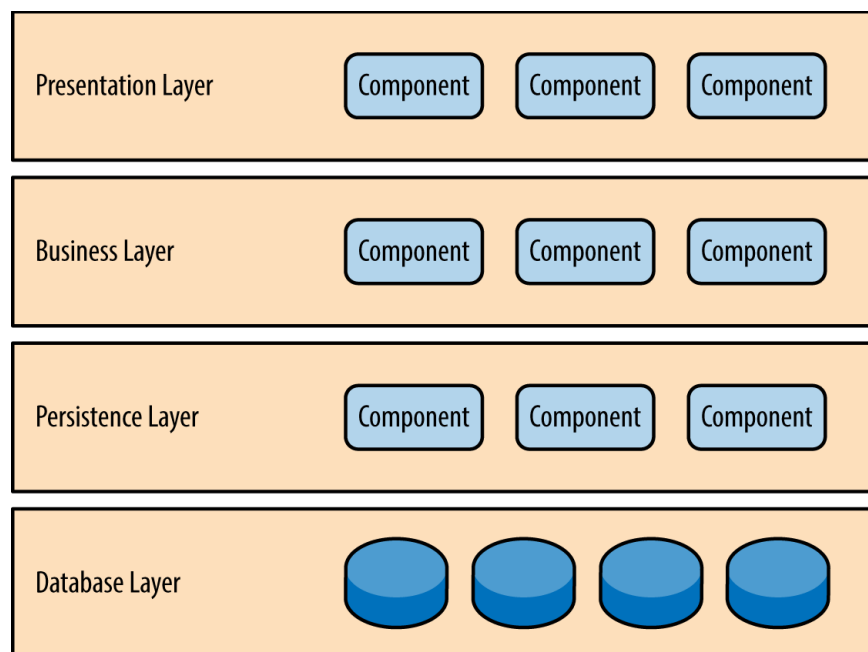 Presentation Layer Component Component Component
Business Layer Component Component Component
Persistence Layer Component Component Component
Database Layer